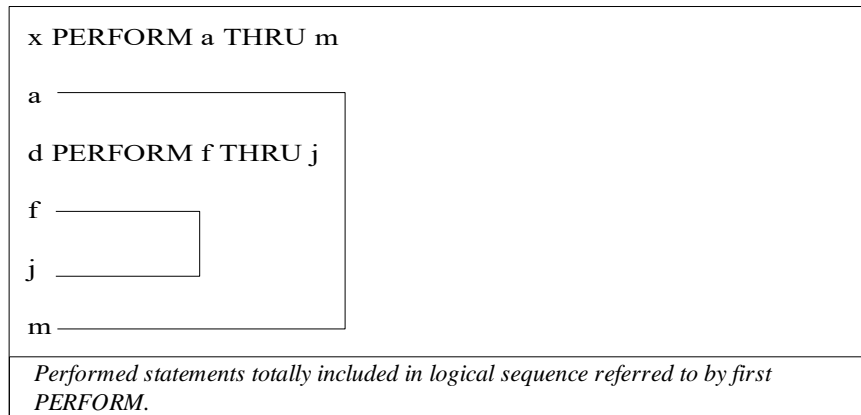 x PERFORM a THRU m
a
d PERFORM f THRU j
f
j
m
Performed statements totally included in logical sequence referred to by first
PERFORM.